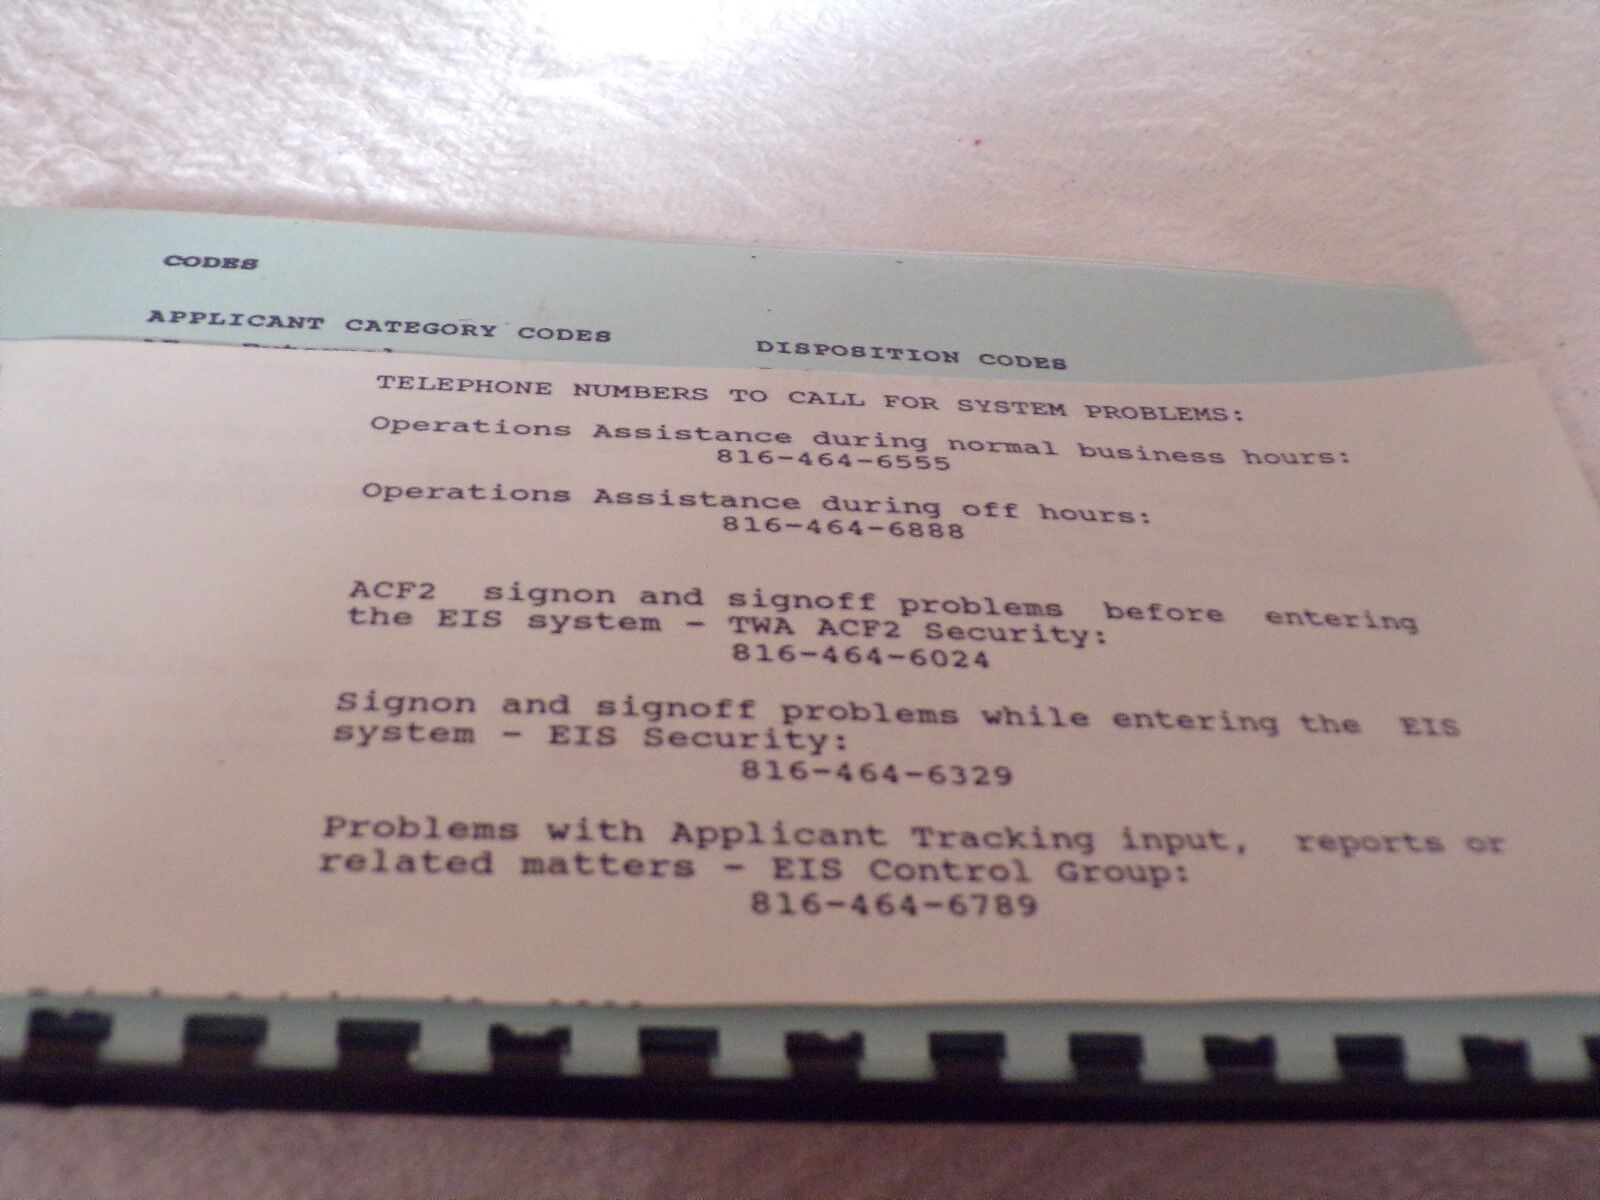 CODES
APPLICANT CATEGORY CODES
DISPOSITION CODES
TELEPHONE NUMBERS TO CALL FOR SYSTEM PROBLEMS:
Operations Assistance during normal business hours:
816-464-6555
Operations Assistance during off hours:
816-464-6888
ACF2 signon and signoff problems before entering
the EIS system - TWA ACF2 Security:
816-464-6024
Signon and signoff problems while entering the EIS
system - EIS Security:
816-464-6329
Problems with Applicant Tracking input, reports or
related matters - EIS Control Group:
816-464-6789